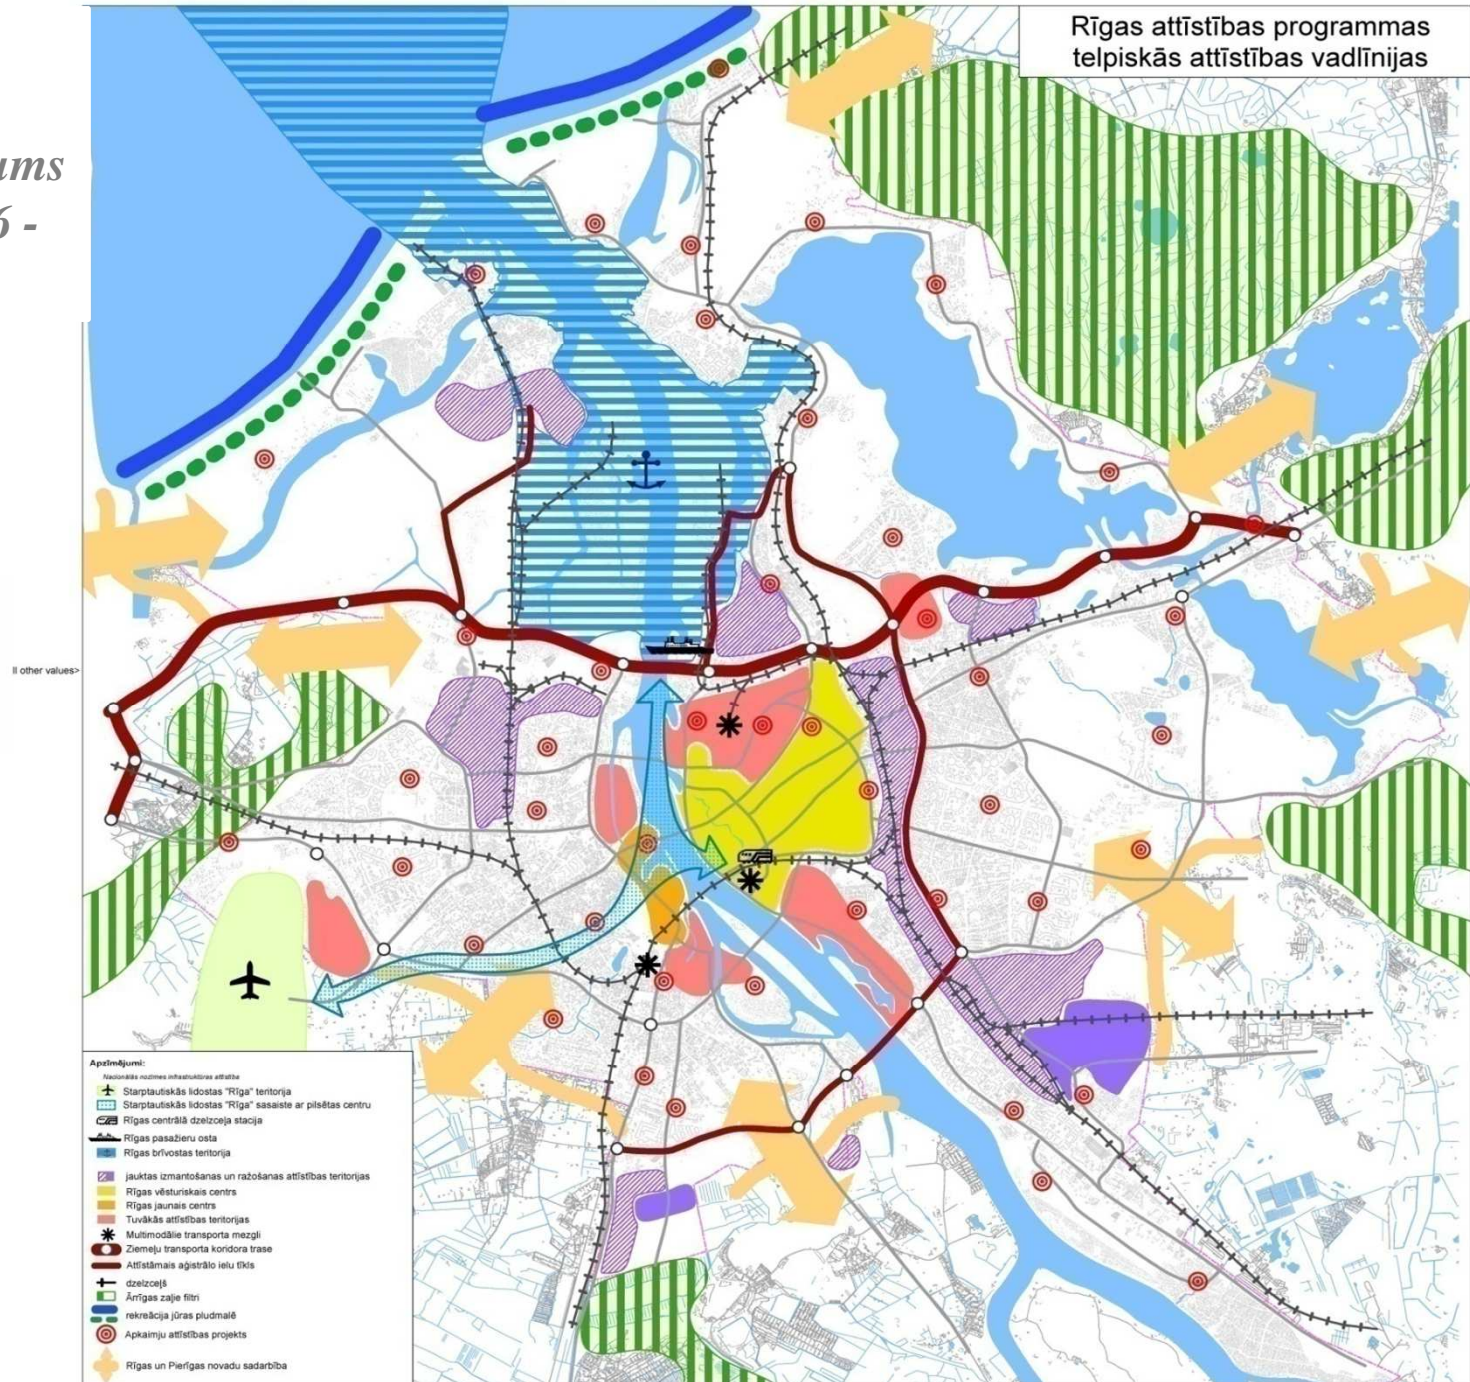 Rīgas attīstības programmas
telpiskās attīstības vadlīnijas
ums
6 -
ll other values>
Apzīmējumi:
Nacionālās nozīmes infrastruktūras attīstība
Starptautiskās lidostas "Rīga" teritorija
Starptautiskās lidostas "Rīga" sasaiste ar pilsētas centru
Rīgas centrālā dzelzceļa stacija
Rīgas pasažieru osta
Rīgas brīvostas teritorija
jauktas izmantošanas un ražošanas attīstības teritorijas
Rīgas vēsturiskais centrs
Rīgas jaunais centrs
Tuvākās attīstības teritorijas
Multimodālie transporta mezgli
Ziemeļu transporta koridora trase
Attīstāmais aģistrālo ielu tīkls
dzelzceļš
Ārrīgas zaļie filtri
rekreācija jūras pludmalē
Apkaimju attīstības projekts
Rīgas un Pierīgas novadu sadarbība